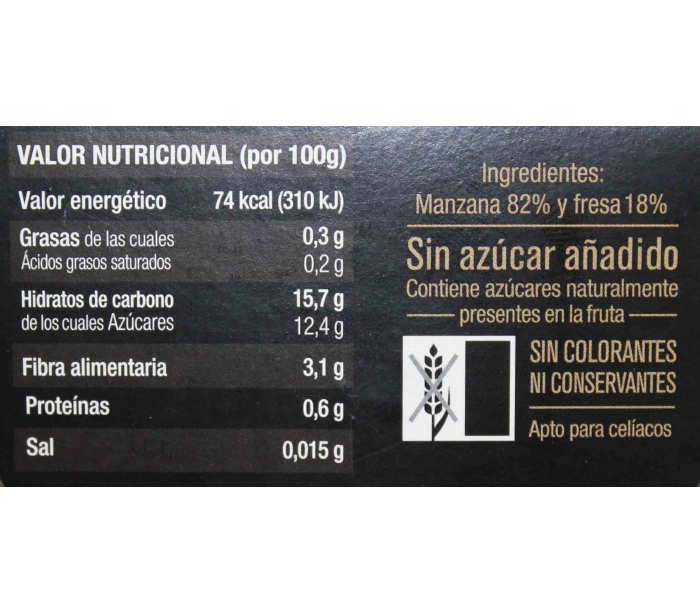 VALOR NUTRICIONAL (por 100g)
Valor energético 74 kcal (310 kJ)
Grasas de las cuales 0,3 g
Ácidos grasos saturados 0,2 g
Hidratos de carbono 15,7 g
de los cuales Azúcares 12,4 g
Fibra alimentaria 3,1 g
Proteínas 0,6 g
Sal 0,015 g
Ingredientes:
Manzana 82% y fresa 18%
Sin azúcar añadido
Contiene azúcares naturalmente
presentes en la fruta
SIN COLORANTES
NI CONSERVANTES
Apto para celíacos